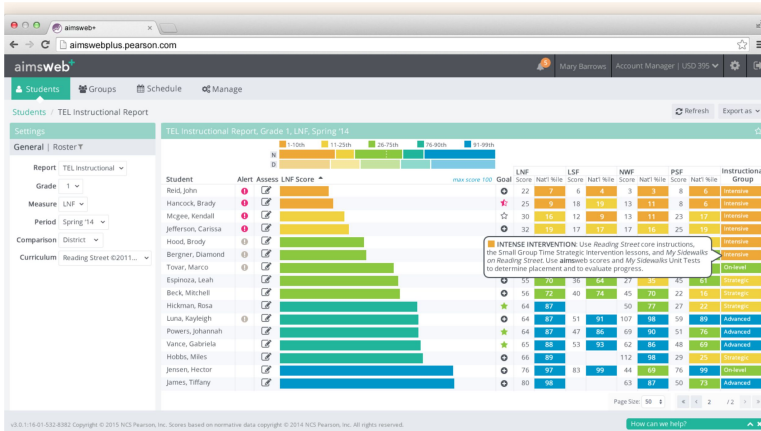 aimsweb+
aimswebplus.pearson.com
aimsweb+
5 Mary Barrows Account Manager | USD 395
Students Groups Schedule Manage
Students / TEL Instructional Report Refresh Export as
Settings
General | Roster
Report TEL Instructional
Grade 1
Measure LNF
Period Spring '14
Comparison District
Curriculum Reading Street ©2011...
TEL Instructional Report, Grade 1, LNF, Spring '14
1-10th 11-25th 26-75th 76-90th 91-99th
N
D
LNF LSF NWF PSF Instructiona
Student Alert Assess LNF Score max score 100 Goal Score Nat'l %ile Score Nat'l %ile Score Nat'l %ile Score Nat'l %ile Group
Reid, John 22 7 6 4 3 3 8 6 Intensive
Hancock, Brady 25 9 18 19 13 11 8 6 Intensive
Mcgee, Kendall 30 16 12 9 13 11 23 17 Intensive
Jefferson, Carissa 32 19 17 17 17 16 25 19 Intensive
Hood, Brody Intensive
Bergner, Diamond Intensive
Tovar, Marco On-level
INTENSE INTERVENTION: Use Reading Street core instructions,
the Small Group Time Strategic Intervention lessons, and My Sidewalks
on Reading Street. Use aimsweb scores and My Sidewalks Unit Tests
to determine placement and to evaluate progress.
Espinoza, Leah 55 70 36 64 27 35 45 61 Strategic
Beck, Mitchell 56 72 40 74 45 70 22 16 Strategic
Hickman, Rosa 64 87 50 77 27 22 Strategic
Luna, Kayleigh 64 87 51 91 107 98 59 89 Advanced
Powers, Johannah 64 87 47 86 69 90 51 76 Advanced
Vance, Gabriela 65 88 53 93 62 86 48 69 Advanced
Hobbs, Miles 66 89 112 98 29 25 Strategic
Jensen, Hector 76 97 83 99 44 69 76 99 On-level
James, Tiffany 80 98 63 87 50 73 Advanced
Page Size: 50 2 / 2
v3.0.1:16-01-532-8382 Copyright © 2015 NCS Pearson, Inc. Scores based on normative data copyright © 2014 NCS Pearson, Inc. All rights reserved.
How can we help?